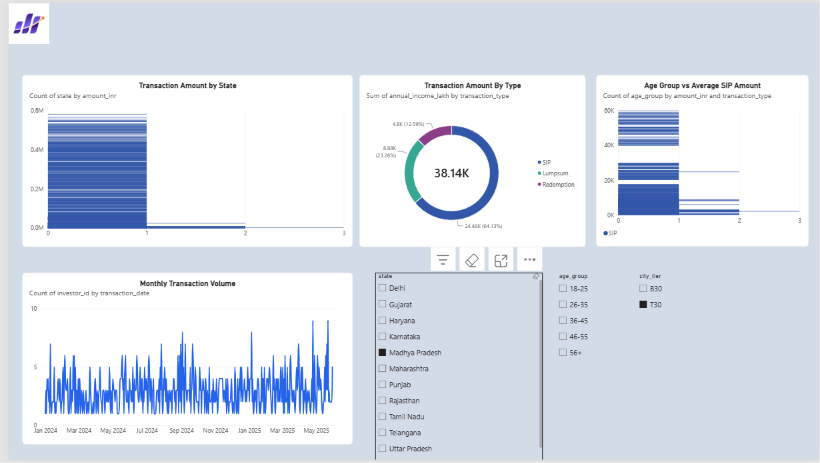 Transaction Amount by State
Count of state by amount_inr
0.6M
0.4M
0.2M
0.0M
0 1 2 3
Transaction Amount By Type
Sum of annual_income_lakh by transaction_type
4.8K (12.59%)
8.88K
(23.28%)
38.14K
24.46K (64.13%)
SIP
Lumpsum
Redemption
Age Group vs Average SIP Amount
Count of age_group by amount_inr and transaction_type
60K
40K
20K
0K
0 1 2 3
SIP
Monthly Transaction Volume
Count of investor_id by transaction_date
10
5
0
Jan 2024 Mar 2024 May 2024 Jul 2024 Sep 2024 Nov 2024 Jan 2025 Mar 2025 May 2025
state
Delhi
Gujarat
Haryana
Karnataka
Madhya Pradesh
Maharashtra
Punjab
Rajasthan
Tamil Nadu
Telangana
Uttar Pradesh
age_group
18-25
26-35
36-45
46-55
56+
city_tier
B30
T30